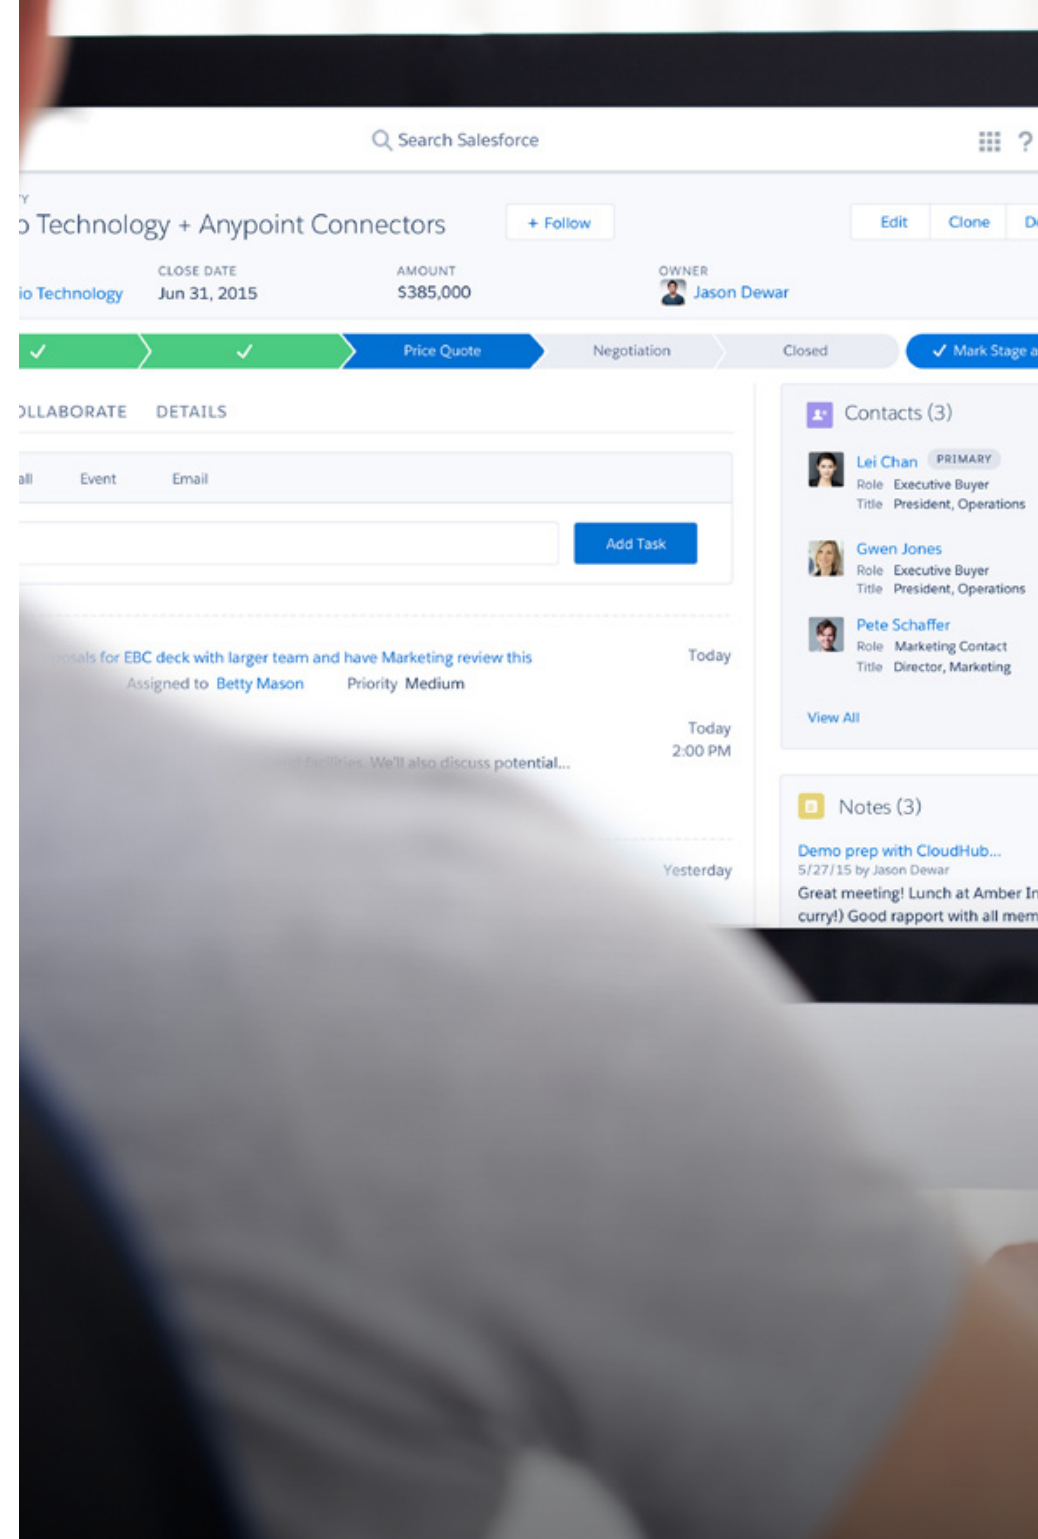 Search Salesforce
?
Technology + Anypoint Connectors
+ Follow
Edit
Clone
CLOSE DATE
AMOUNT
OWNER
Technology
Jun 31, 2015
$385,000
Jason Dewar
Price Quote
Negotiation
Closed
Mark Stage
DETAILS
Event
Email
Add Task
for EBC deck with larger team and have Marketing review this
Today
Assigned to Betty Mason
Priority Medium
Today
2:00 PM
facilities. We'll also discuss potential...
Yesterday
Contacts (3)
Lei Chan PRIMARY
Role Executive Buyer
Title President, Operations
Gwen Jones
Role Executive Buyer
Title President, Operations
Pete Schaffer
Role Marketing Contact
Title Director, Marketing
View All
Notes (3)
Demo prep with CloudHub...
5/27/15 by Jason Dewar
Great meeting! Lunch at Amber
curry!) Good rapport with all